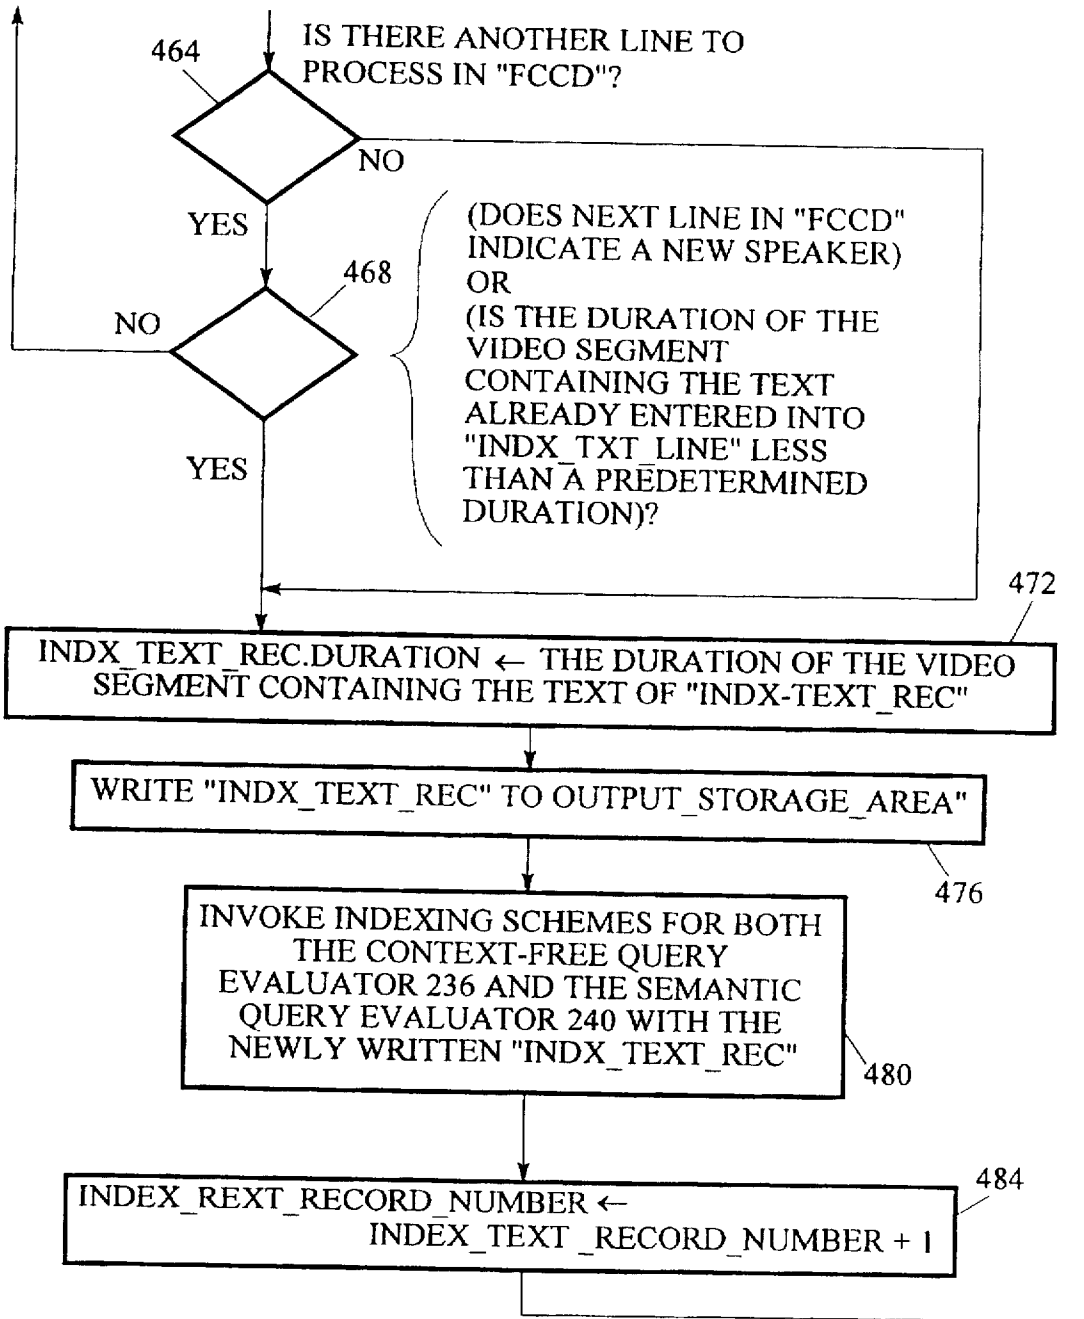 IS THERE ANOTHER LINE TO
PROCESS IN "FCCD"?
464
NO
YES
(DOES NEXT LINE IN "FCCD"
INDICATE A NEW SPEAKER)
OR
(IS THE DURATION OF THE
VIDEO SEGMENT
CONTAINING THE TEXT
ALREADY ENTERED INTO
"INDX_TXT_LINE" LESS
THAN A PREDETERMINED
DURATION)?
468
NO
YES
472
INDX_TEXT_REC.DURATION ← THE DURATION OF THE VIDEO
SEGMENT CONTAINING THE TEXT OF "INDX-TEXT_REC"
WRITE "INDX_TEXT_REC" TO OUTPUT_STORAGE_AREA"
476
INVOKE INDEXING SCHEMES FOR BOTH
THE CONTEXT-FREE QUERY
EVALUATOR 236 AND THE SEMANTIC
QUERY EVALUATOR 240 WITH THE
NEWLY WRITTEN "INDX_TEXT_REC"
480
484
INDEX_REXT_RECORD_NUMBER ←
INDEX_TEXT _RECORD_NUMBER + 1